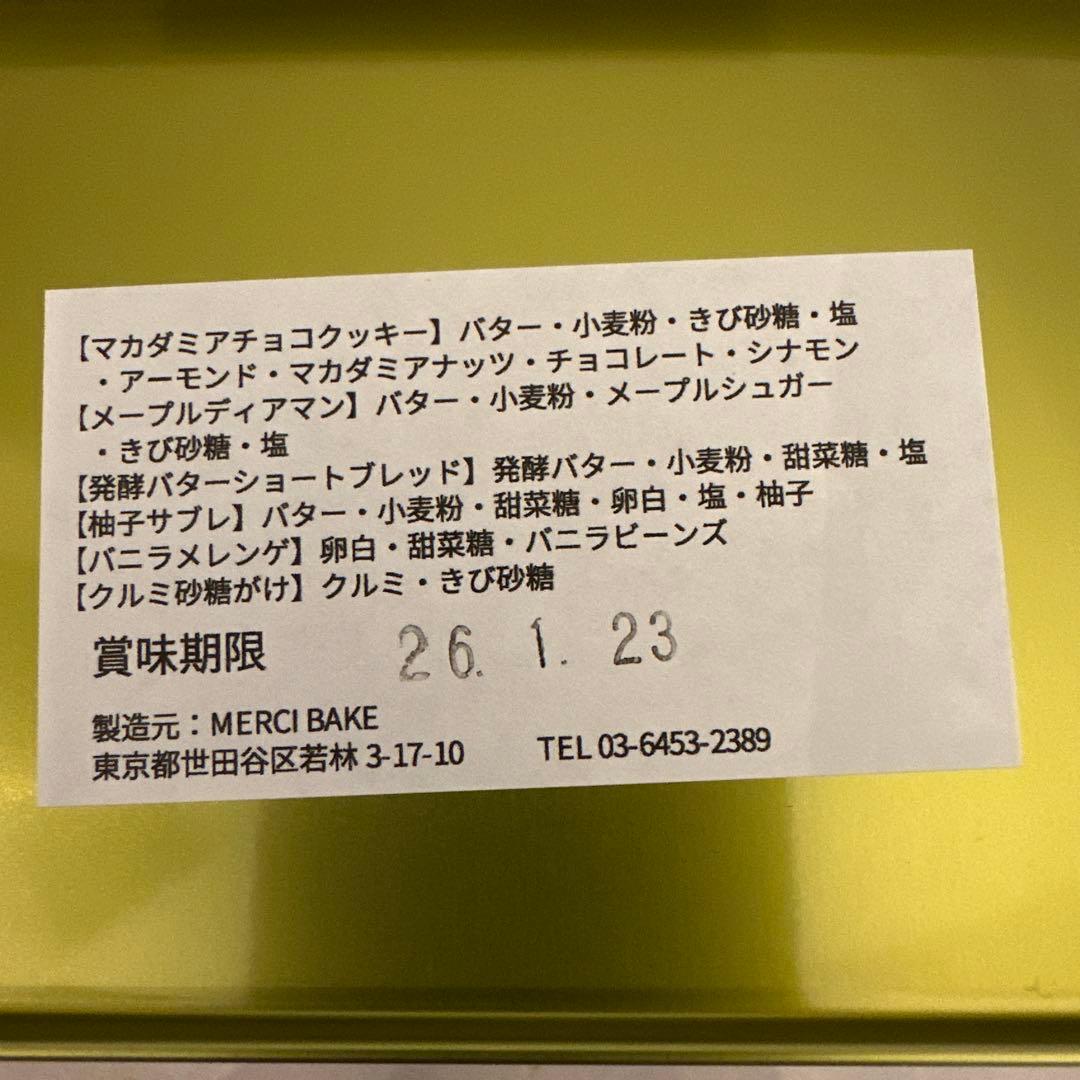 【マカダミアチョコクッキー】バター・小麦粉・きび砂糖・塩
・アーモンド・マカダミアナッツ・チョコレート・シナモン
【メープルディアマン】バター・小麦粉・メープルシュガー
・きび砂糖・塩
【発酵バターショートブレッド】発酵バター・小麦粉・甜菜糖・塩
【柚子サブレ】バター・小麦粉・甜菜糖・卵白・塩・柚子
【バニラメレンゲ】卵白・甜菜糖・バニラビーンズ
【クルミ砂糖がけ】クルミ・きび砂糖
賞味期限 26. 1. 23
製造元：MERCI BAKE
東京都世田谷区若林 3-17-10 TEL 03-6453-2389